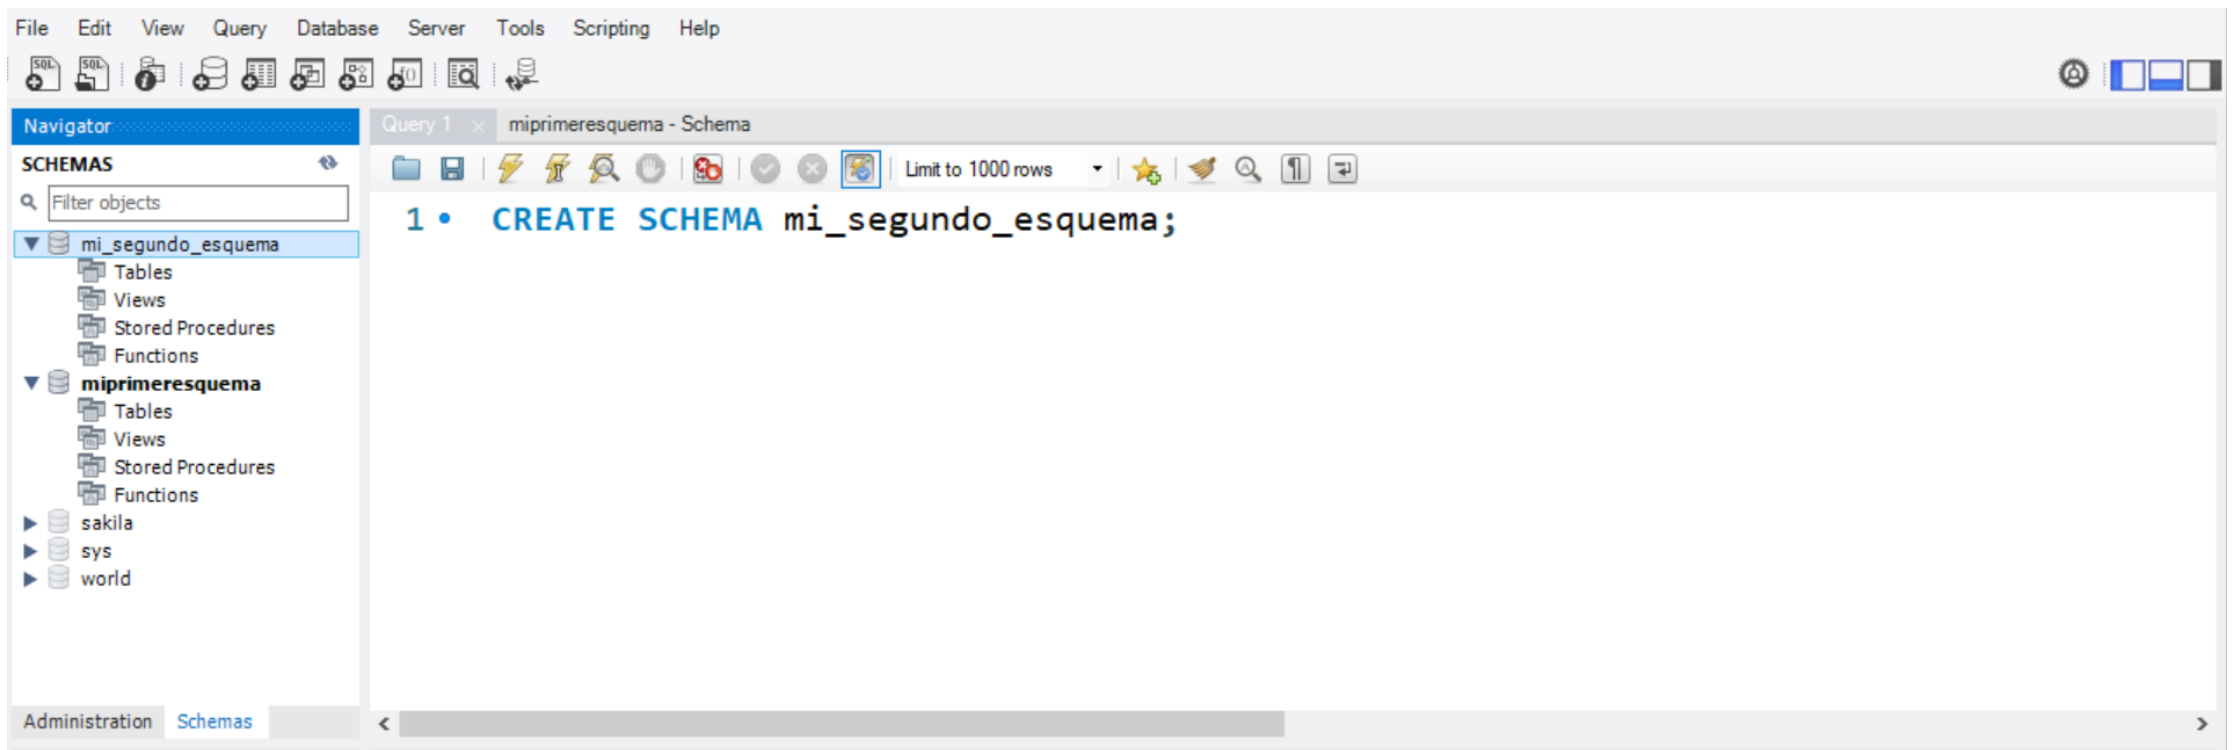 File Edit View Query Database Server Tools Scripting Help
SQL SQL
Navigator
Query 1 miprimeresquema - Schema
SCHEMAS
Limit to 1000 rows
Filter objects
1 CREATE SCHEMA mi_segundo_esquema;
mi_segundo_esquema
Tables
Views
Stored Procedures
Functions
miprimeresquema
Tables
Views
Stored Procedures
Functions
sakila
sys
world
Administration Schemas